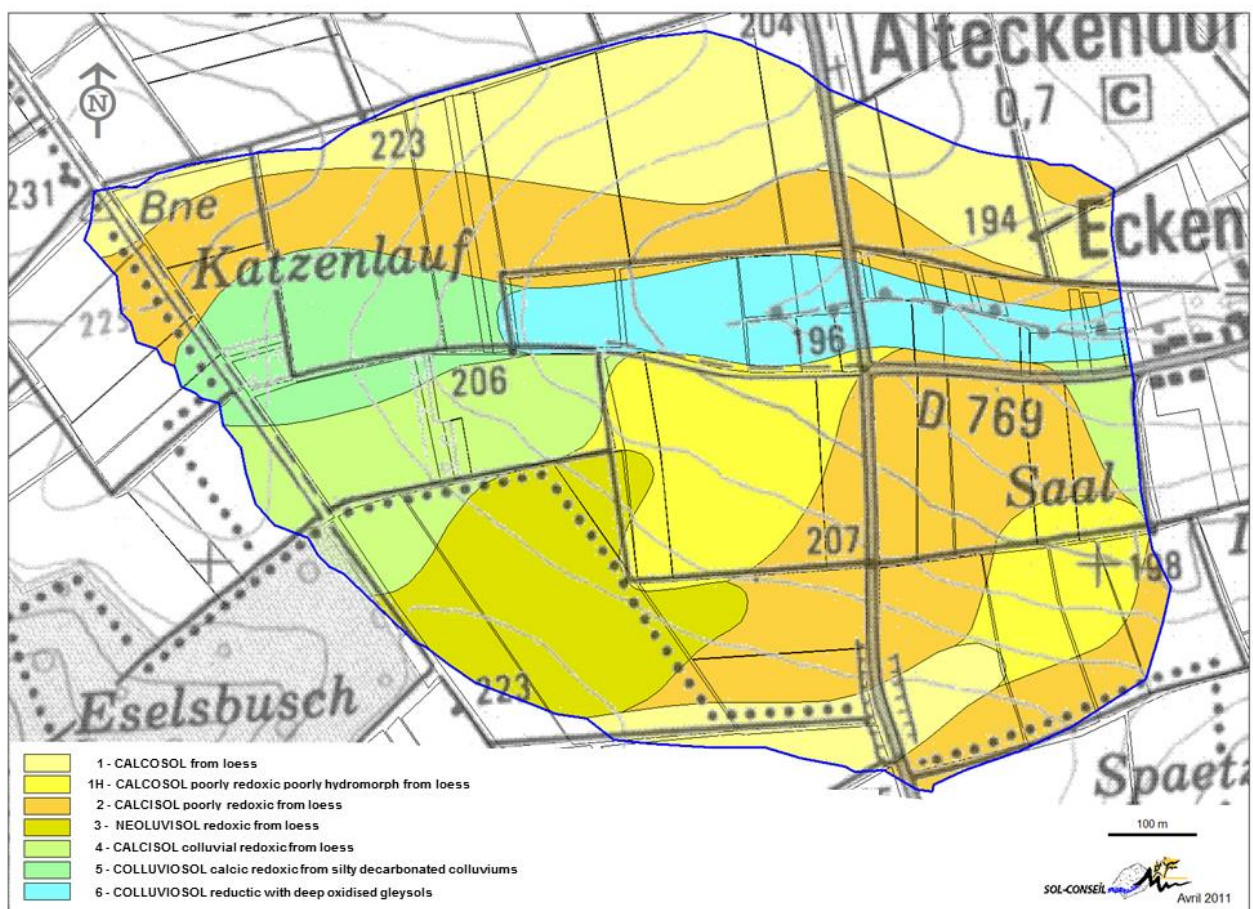 204
Alteckendor
N
0,7
C
223
231
Bne
194
Ecken
Katzenlauf
223
196
206
D 769
Saal
207
198
223
Eselsbusch
Spaetz
1 - CALCOSOL from loess
1H - CALCOSOL poorly redoxic poorly hydromorph from loess
2 - CALCISOL poorly redoxic from loess
3 - NEOLUVISOL redoxic from loess
4 - CALCISOL colluvial redoxic from loess
5 - COLLUVIOSOL calcic redoxic from silty decarbonated colluviums
6 - COLLUVIOSOL reductic with deep oxidised gleysols
100 m
SOL-CONSEIL
Avril 2011